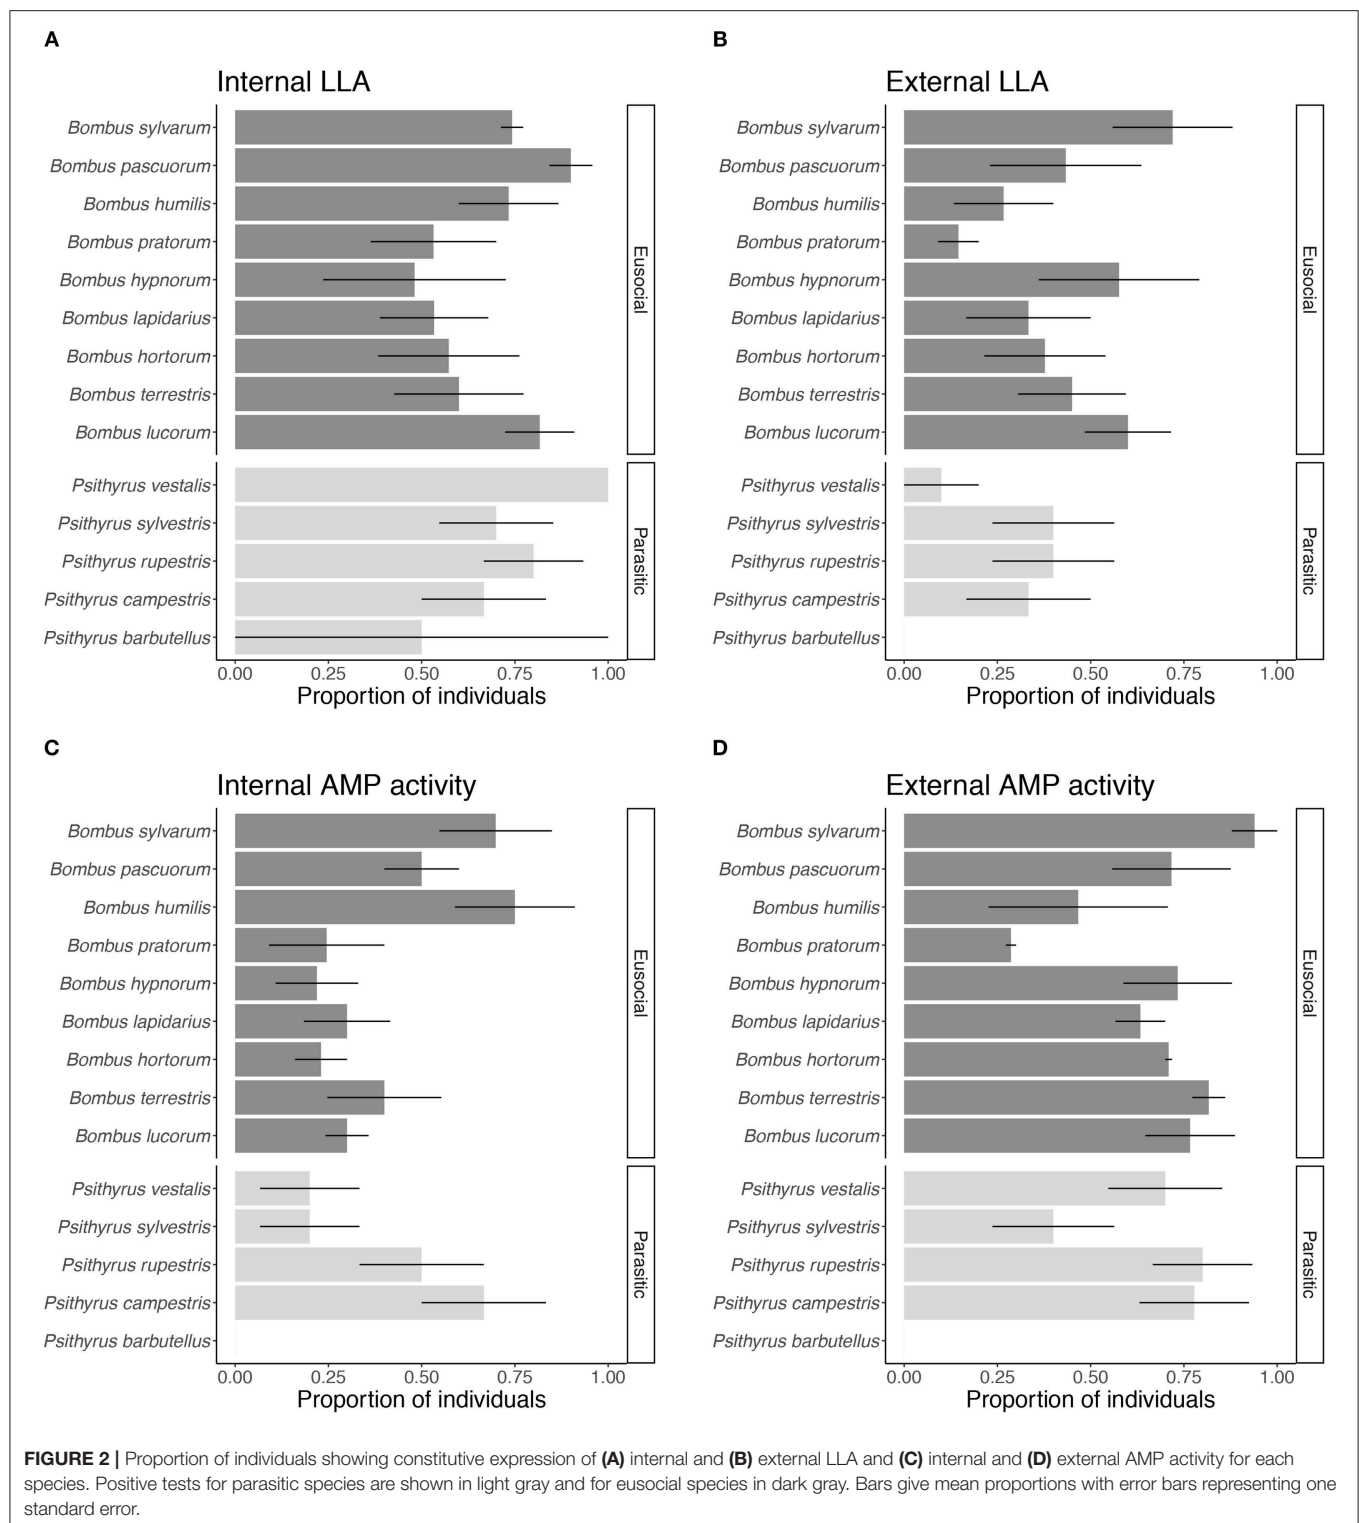 A
Internal LLA
Bombus sylvarum
Bombus pascuorum
Bombus humilis
Bombus pratorum
Bombus hypnorum
Bombus lapidarius
Bombus hortorum
Bombus terrestris
Bombus lucorum
Eusocial
Psithyrus vestalis
Psithyrus sylvestris
Psithyrus rupestris
Psithyrus campestris
Psithyrus barbutellus
Parasitic
0.00 0.25 0.50 0.75 1.00
Proportion of individuals
B
External LLA
Bombus sylvarum
Bombus pascuorum
Bombus humilis
Bombus pratorum
Bombus hypnorum
Bombus lapidarius
Bombus hortorum
Bombus terrestris
Bombus lucorum
Eusocial
Psithyrus vestalis
Psithyrus sylvestris
Psithyrus rupestris
Psithyrus campestris
Psithyrus barbutellus
Parasitic
0.00 0.25 0.50 0.75 1.00
Proportion of individuals
C
Internal AMP activity
Bombus sylvarum
Bombus pascuorum
Bombus humilis
Bombus pratorum
Bombus hypnorum
Bombus lapidarius
Bombus hortorum
Bombus terrestris
Bombus lucorum
Eusocial
Psithyrus vestalis
Psithyrus sylvestris
Psithyrus rupestris
Psithyrus campestris
Psithyrus barbutellus
Parasitic
0.00 0.25 0.50 0.75 1.00
Proportion of individuals
D
External AMP activity
Bombus sylvarum
Bombus pascuorum
Bombus humilis
Bombus pratorum
Bombus hypnorum
Bombus lapidarius
Bombus hortorum
Bombus terrestris
Bombus lucorum
Eusocial
Psithyrus vestalis
Psithyrus sylvestris
Psithyrus rupestris
Psithyrus campestris
Psithyrus barbutellus
Parasitic
0.00 0.25 0.50 0.75 1.00
Proportion of individuals
FIGURE 2 | Proportion of individuals showing constitutive expression of (A) internal and (B) external LLA and (C) internal and (D) external AMP activity for each
species. Positive tests for parasitic species are shown in light gray and for eusocial species in dark gray. Bars give mean proportions with error bars representing one
standard error.